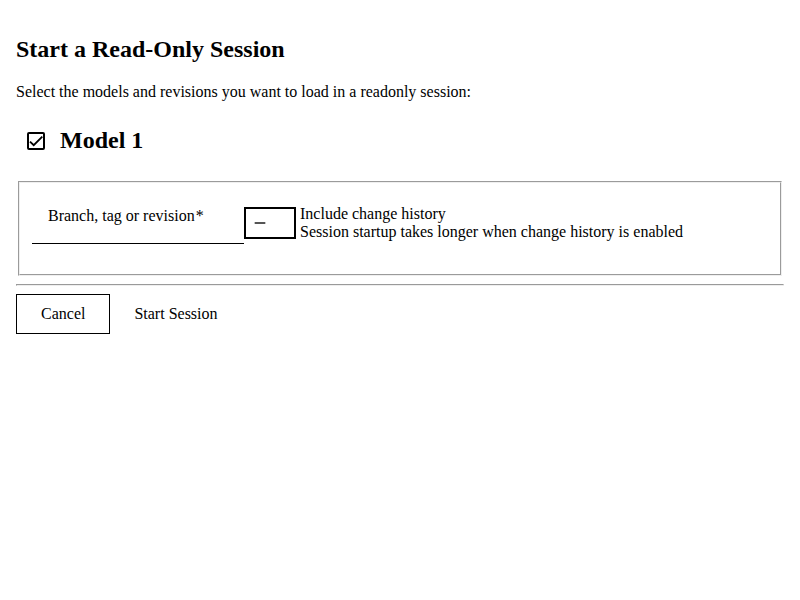 Start a Read-Only Session
Select the models and revisions you want to load in a readonly session:
Model 1
Branch, tag or revision*
Include change history
Session startup takes longer when change history is enabled
Cancel
Start Session